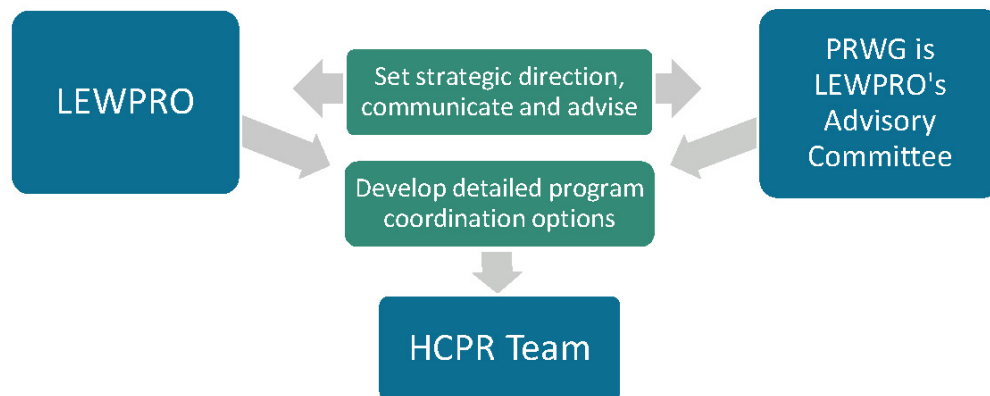 LEWPRO
Set strategic direction,
communicate and advise
PRWG is
LEWPRO's
Advisory
Committee
Develop detailed program
coordination options
HCPR Team